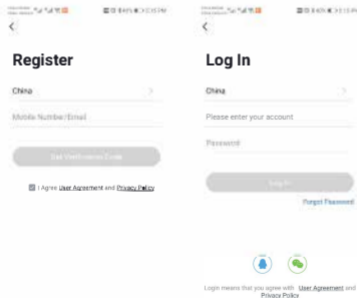 Register
China
Mobile Number/Email
Get Verification Code
I Agree User Agreement and Privacy Policy
Log In
China
Please enter your account
Password
Log In
Forgot Password
Login means that you agree with User Agreement and
Privacy Policy